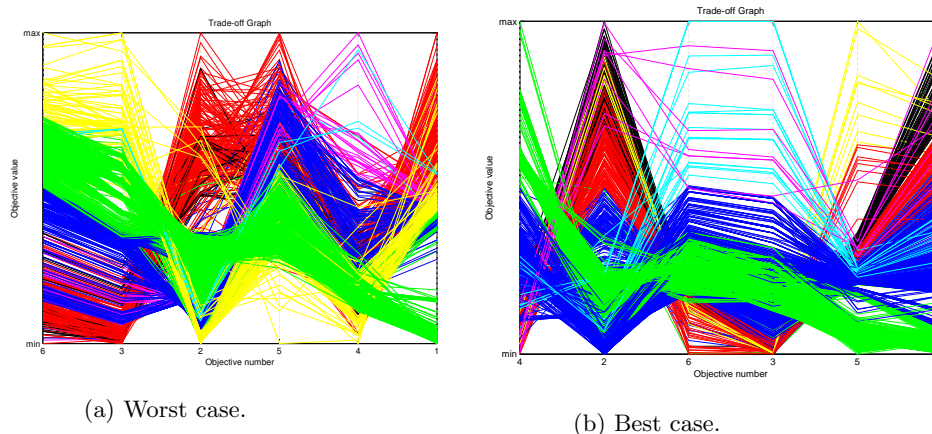 Trade-off Graph
max
Objective value
min
6 3 2 5 4 1
Objective number
(a) Worst case.
Trade-off Graph
max
Objective value
min
4 2 6 3 5
Objective number
(b) Best case.